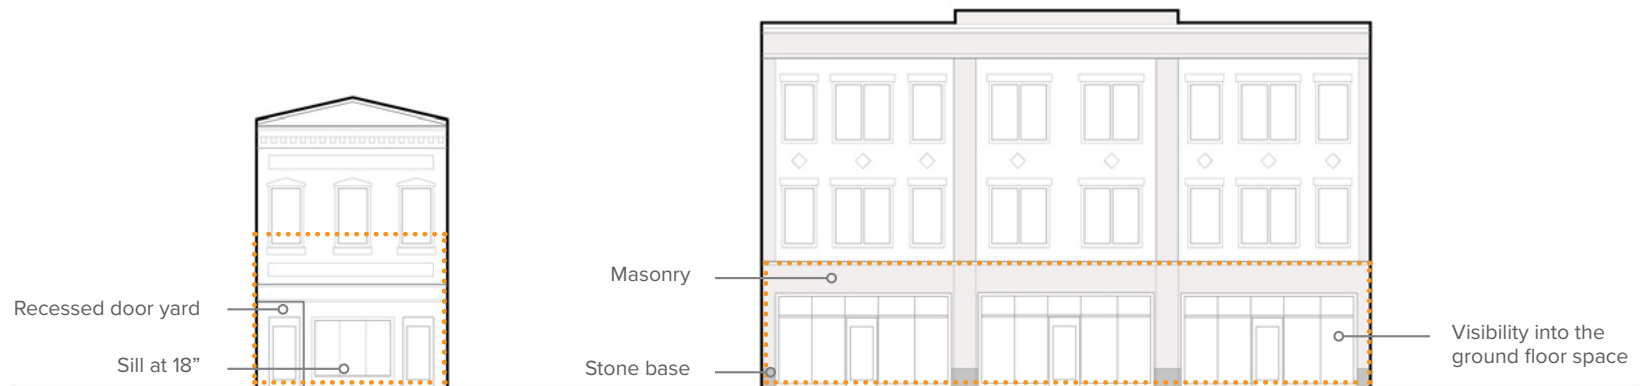 Recessed door yard
Sill at 18”
Masonry
Stone base
Visibility into the
ground floor space